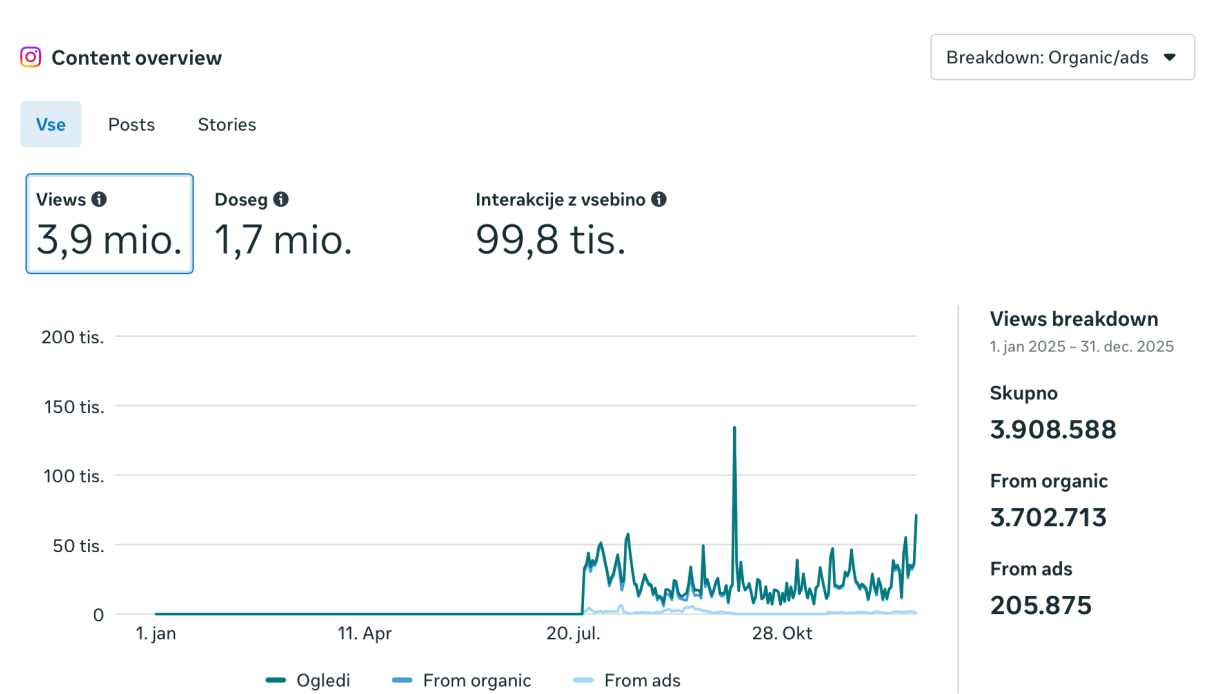 Content overview
Breakdown: Organic/ads
Vse
Posts
Stories
Views
3,9 mio.
Doseg
1,7 mio.
Interakcije z vsebino
99,8 tis.
200 tis.
150 tis.
100 tis.
50 tis.
0
1. jan
11. Apr
20. jul.
28. Okt
Ogledi
From organic
From ads
Views breakdown
1. jan 2025 – 31. dec. 2025
Skupno
3.908.588
From organic
3.702.713
From ads
205.875